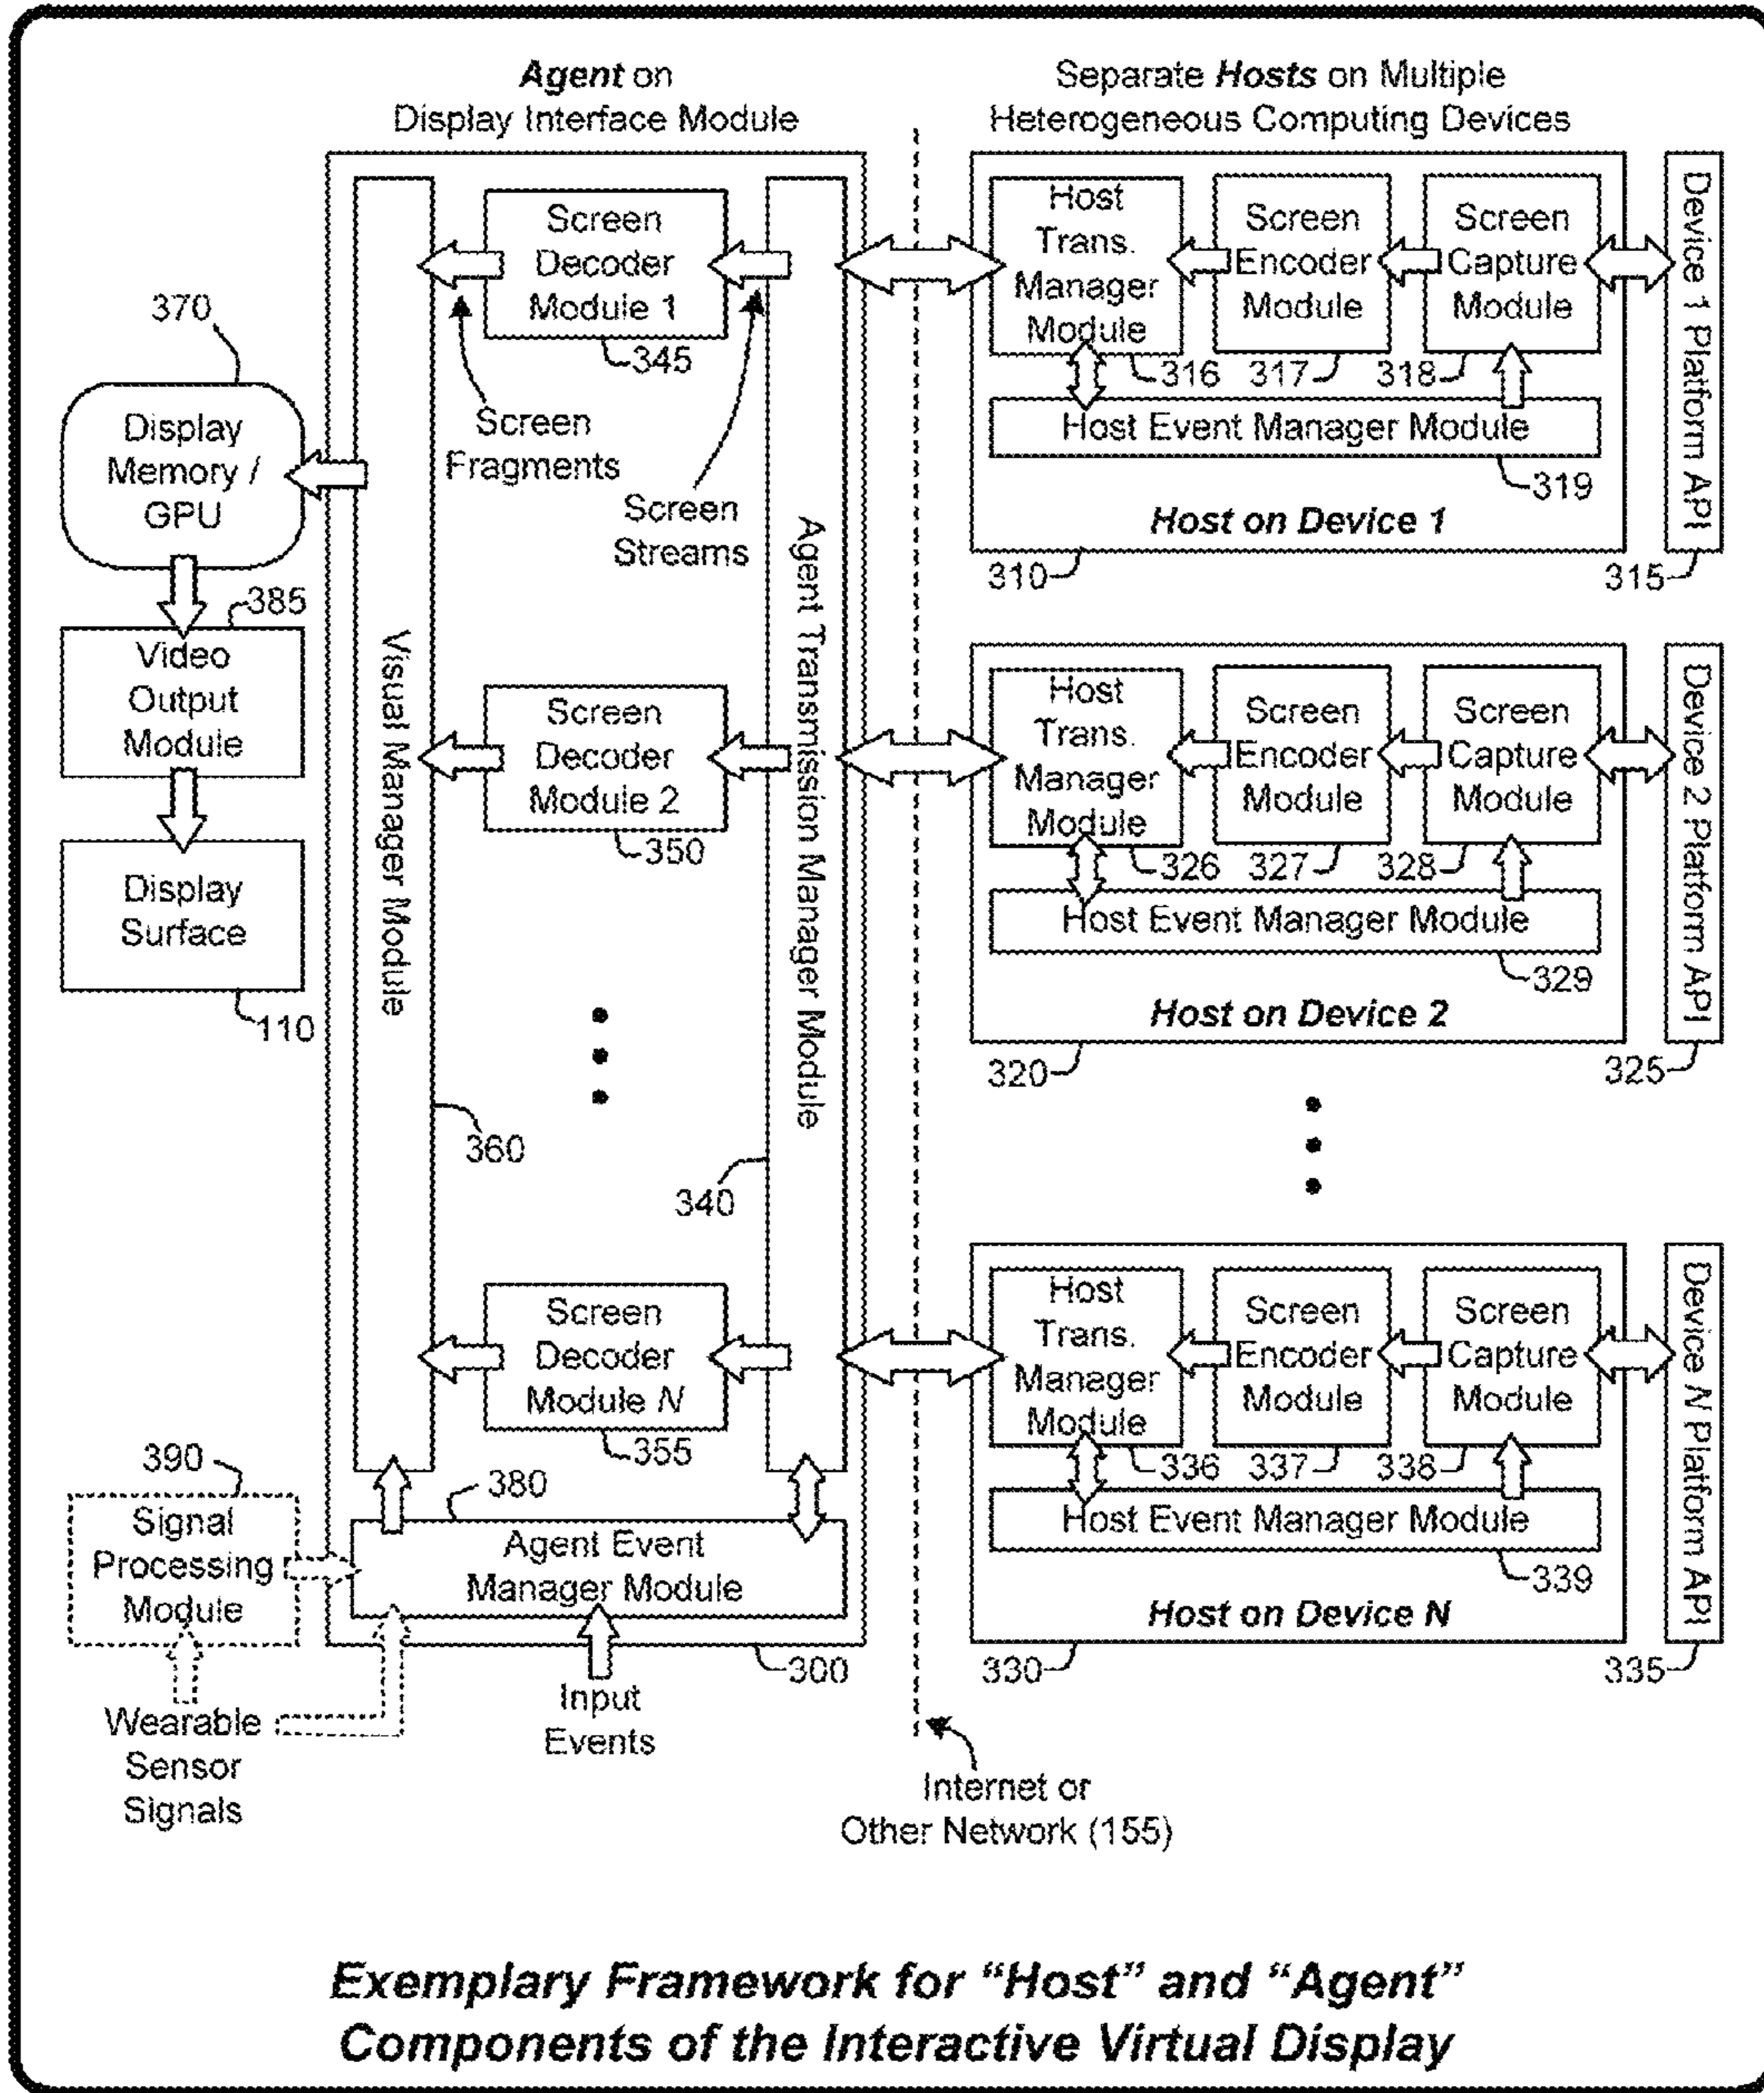 Agent on
Display Interface Module
Separate Hosts on Multiple
Heterogeneous Computing Devices
370
Display
Memory /
GPU
385
Video
Output
Module
Display
Surface
110
Visual Manager Module
360
Screen
Decoder
Module 1
345
Screen
Fragments
Screen
Streams
Screen
Decoder
Module 2
350
Agent Transmission Manager Module
340
Screen
Decoder
Module N
355
390
Signal
Processing
Module
Wearable
Sensor
Signals
380
Agent Event
Manager Module
300
Input
Events
Internet or
Other Network (155)
Host
Trans.
Manager
Module
316
Screen
Encoder
Module
317
Screen
Capture
Module
318
Host Event Manager Module
319
Host on Device 1
310
Device 1 Platform API
315
Host
Trans.
Manager
Module
326
Screen
Encoder
Module
327
Screen
Capture
Module
328
Host Event Manager Module
329
Host on Device 2
320
Device 2 Platform API
325
Host
Trans.
Manager
Module
336
Screen
Encoder
Module
337
Screen
Capture
Module
338
Host Event Manager Module
339
Host on Device N
330
Device N Platform API
335
Exemplary Framework for “Host” and “Agent”
Components of the Interactive Virtual Display